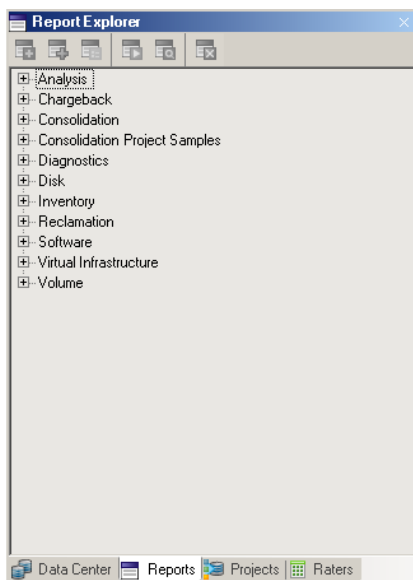 Report Explorer
Analysis
Chargeback
Consolidation
Consolidation Project Samples
Diagnostics
Disk
Inventory
Reclamation
Software
Virtual Infrastructure
Volume
Data Center Reports Projects Raters